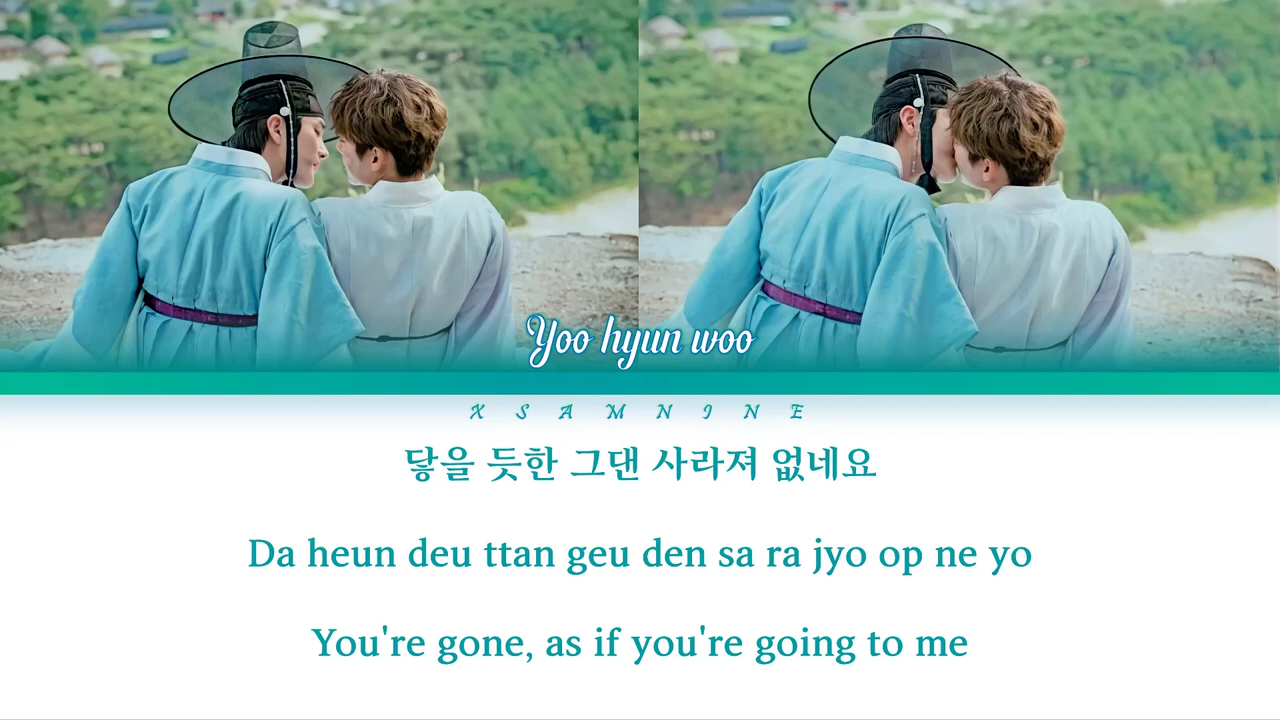 Yoo hyun woo
X S A M N I N E
닿을 듯한 그댄 사라져 없네요
Da heun deu ttan geu den sa ra jyo op ne yo
You're gone, as if you're going to me